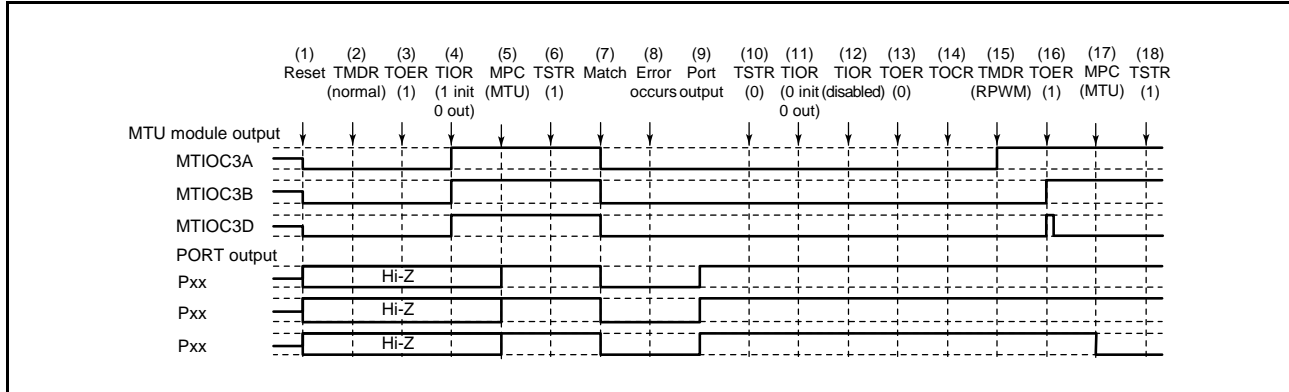 (1) (2) (3) (4) (5) (6) (7) (8) (9) (10) (11) (12) (13) (14) (15) (16) (17) (18)
Reset TMDR TOER TIOR MPC TSTR Match Error Port TSTR TIOR TIOR TOER TOCR TMDR TOER MPC TSTR
(normal) (1) (1 init (MTU) (1) occurs output (0) (0 init (disabled) (0) (RPWM) (1) (MTU) (1)
0 out) 0 out)
MTU module output
MTIOC3A
MTIOC3B
MTIOC3D
PORT output
Pxx Hi-Z
Pxx Hi-Z
Pxx Hi-Z